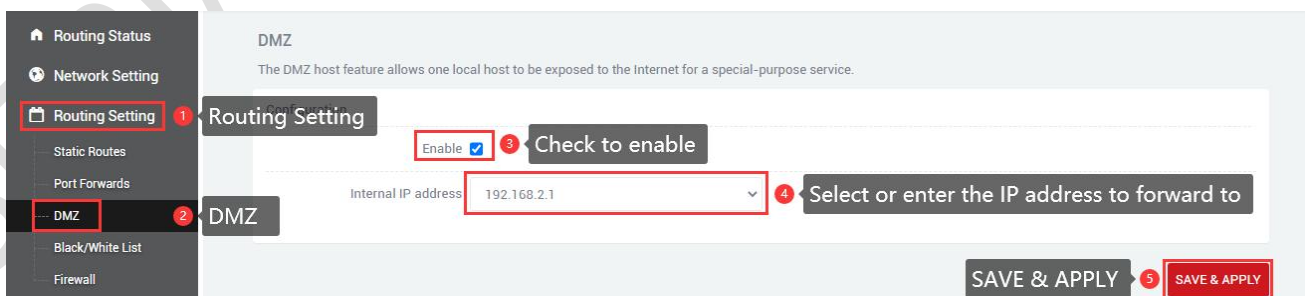 Routing Status
Network Setting
Routing Setting
Static Routes
Port Forwards
DMZ
Black/White List
Firewall
1 Routing Setting
2 DMZ
DMZ
The DMZ host feature allows one local host to be exposed to the Internet for a special-purpose service.
Configuration
Enable
3 Check to enable
Internal IP address 192.168.2.1
4 Select or enter the IP address to forward to
SAVE & APPLY 5 SAVE & APPLY